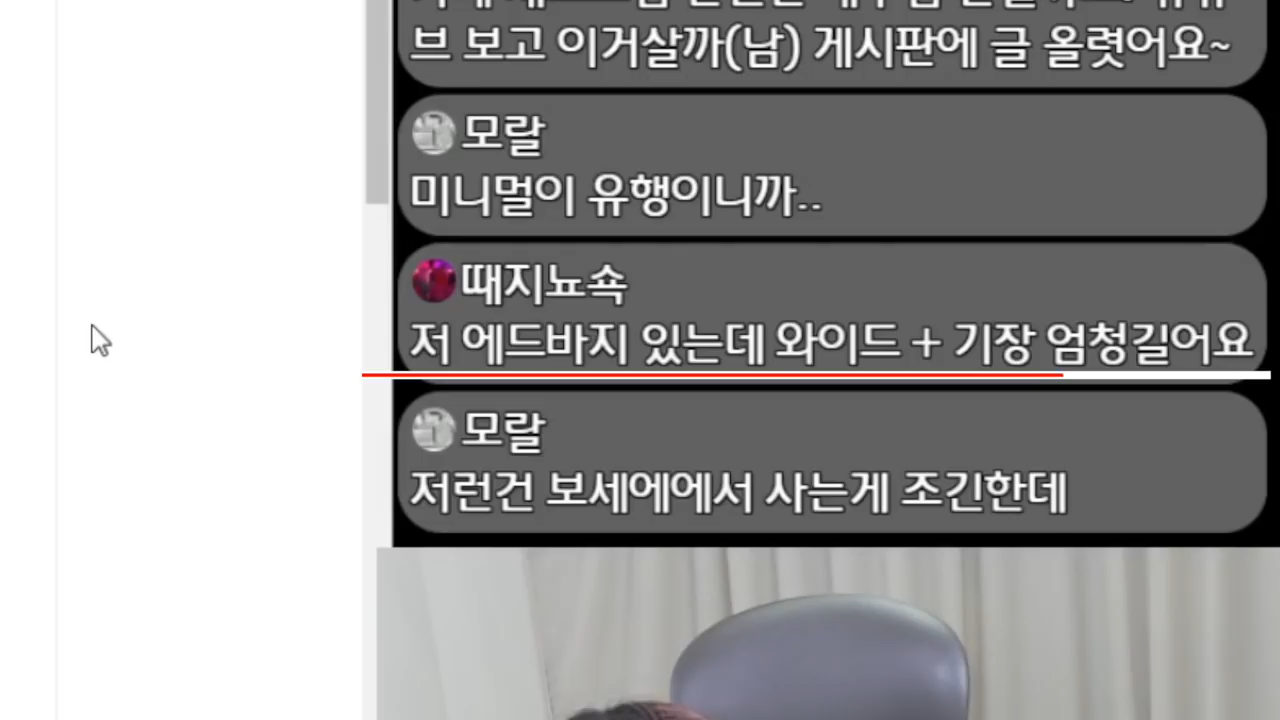 브 보고 이거살까(남) 게시판에 글 올렷어요~
모랄
미니멀이 유행이니까..
때지뇨쇽
저 에드바지 있는데 와이드 + 기장 엄청길어요
모랄
저런건 보세에에서 사는게 조긴한데